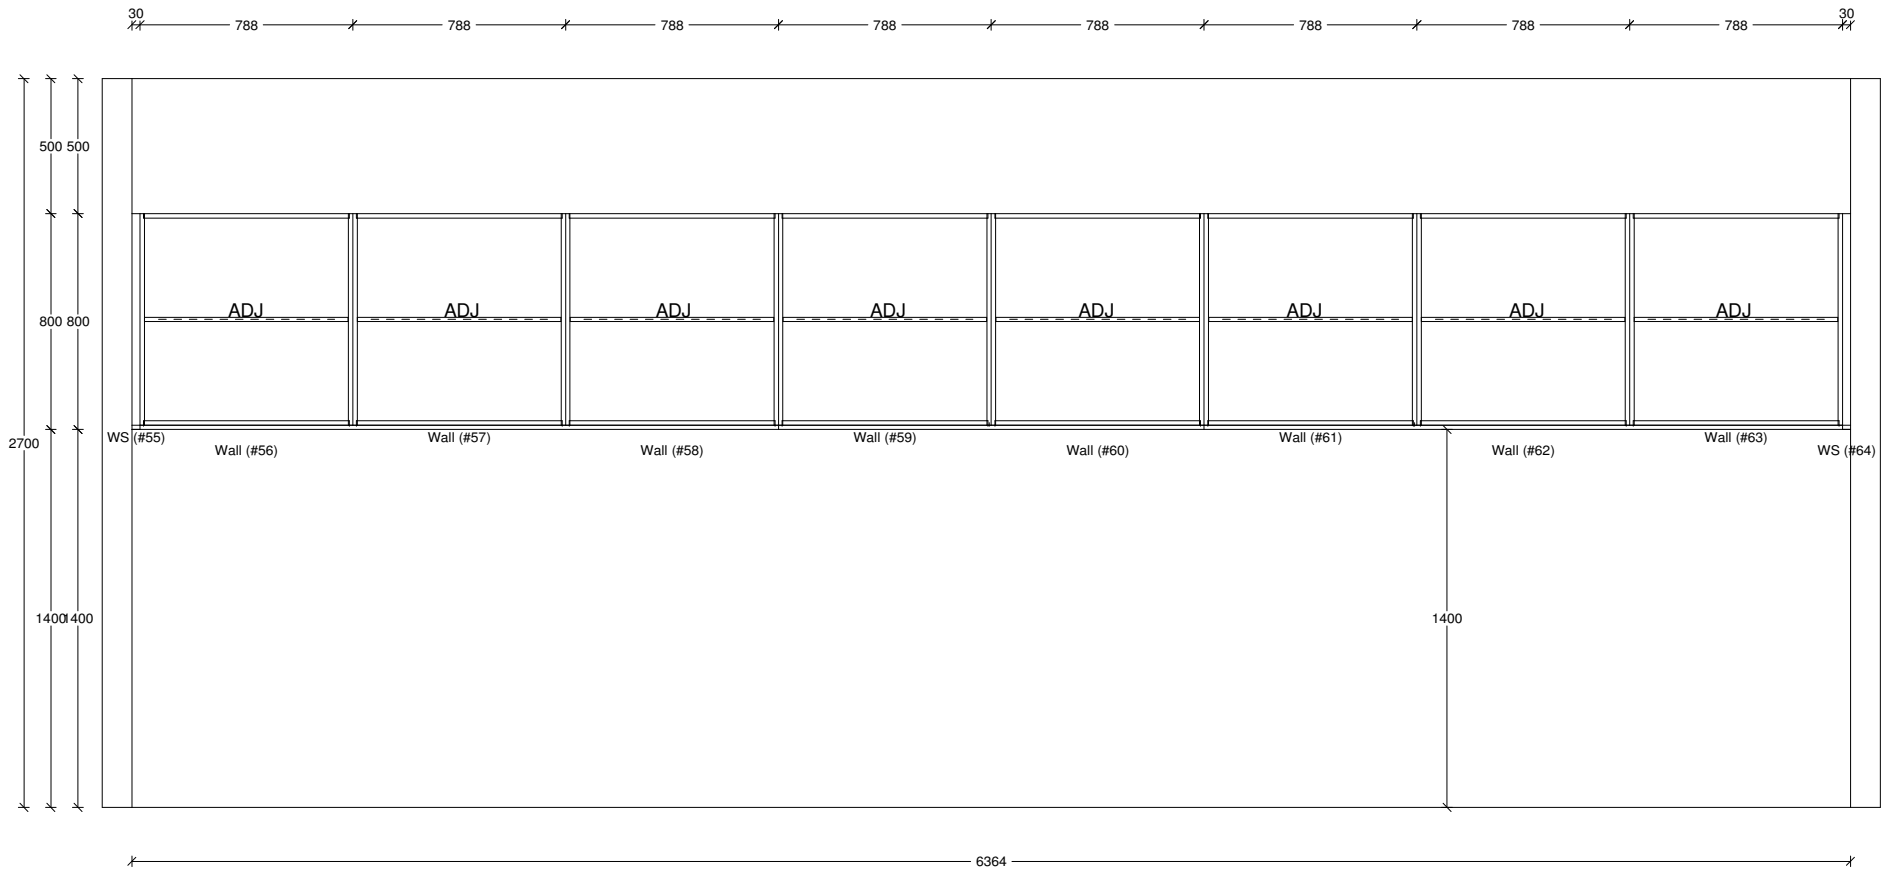 30 30
788 788 788 788 788 788 788 788
500 500
ADJ ADJ ADJ ADJ ADJ ADJ ADJ ADJ
800 800
WS (#55) Wall (#57) Wall (#59) Wall (#61) Wall (#63)
2700
Wall (#56) Wall (#58) Wall (#60) Wall (#62) WS (#64)
1400 1400 1400
6364